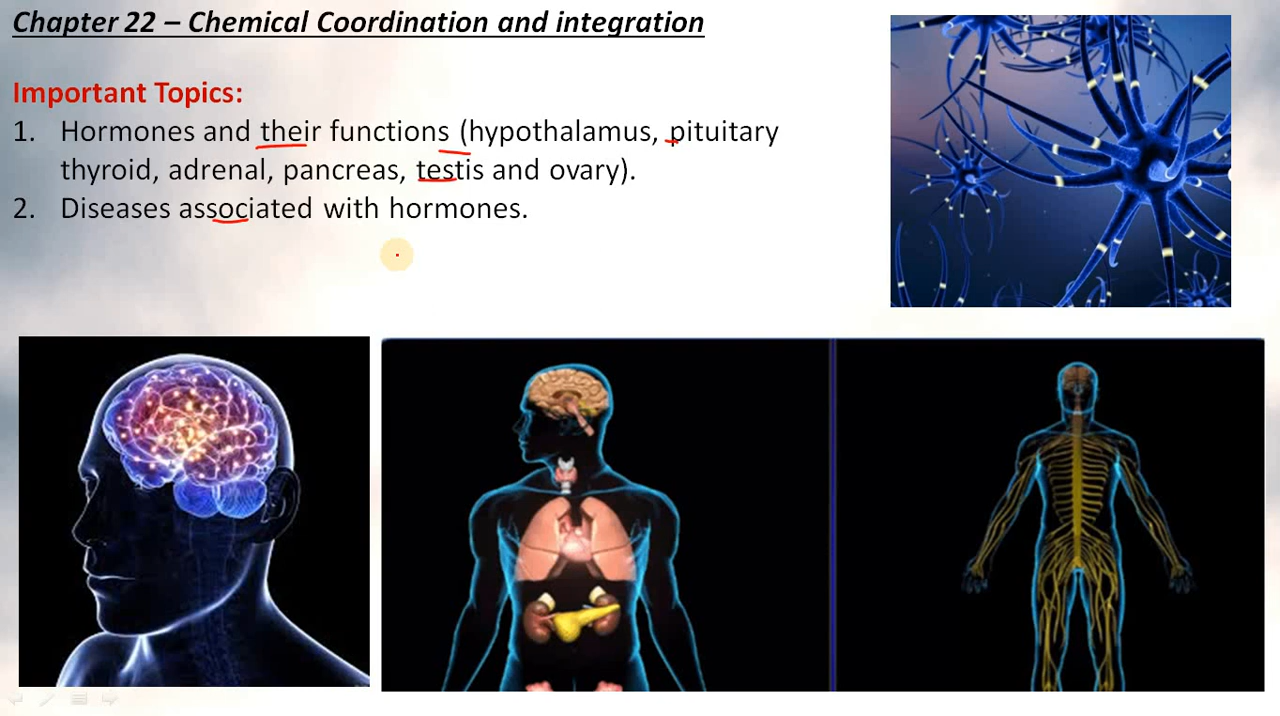 Chapter 22 – Chemical Coordination and integration
Important Topics:
1. Hormones and their functions (hypothalamus, pituitary
thyroid, adrenal, pancreas, testis and ovary).
2. Diseases associated with hormones.